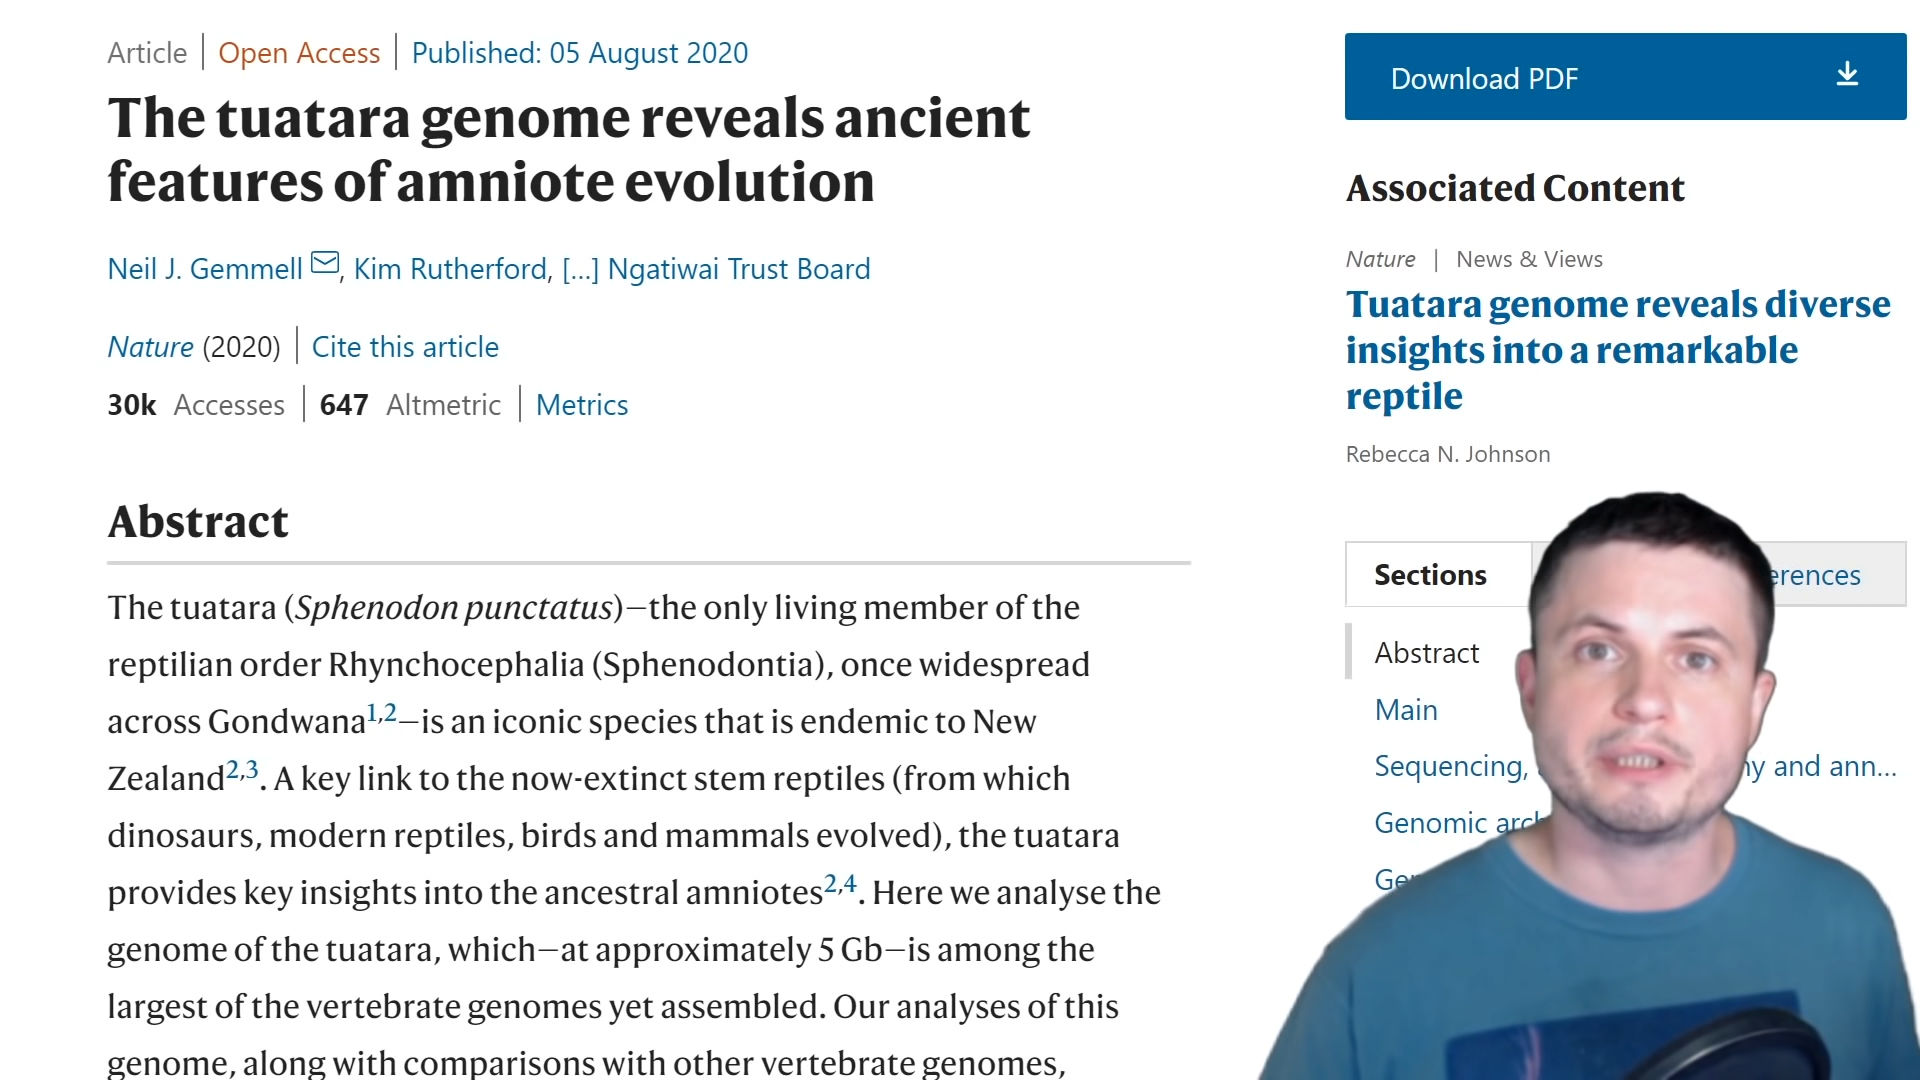 Article | Open Access | Published: 05 August 2020
The tuatara genome reveals ancient
features of amniote evolution
Neil J. Gemmell, Kim Rutherford, [...] Ngatiwai Trust Board
Nature (2020) | Cite this article
30k Accesses | 647 Altmetric | Metrics
Abstract
The tuatara (Sphenodon punctatus)—the only living member of the
reptilian order Rhynchocephalia (Sphenodontia), once widespread
across Gondwana1,2—is an iconic species that is endemic to New
Zealand2,3. A key link to the now-extinct stem reptiles (from which
dinosaurs, modern reptiles, birds and mammals evolved), the tuatara
provides key insights into the ancestral amniotes2,4. Here we analyse the
genome of the tuatara, which—at approximately 5 Gb—is among the
largest of the vertebrate genomes yet assembled. Our analyses of this
genome, along with comparisons with other vertebrate genomes,
Download PDF
Associated Content
Nature | News & Views
Tuatara genome reveals diverse
insights into a remarkable
reptile
Rebecca N. Johnson
Sections
Abstract
Main
Sequencing, and ann...
Genomic